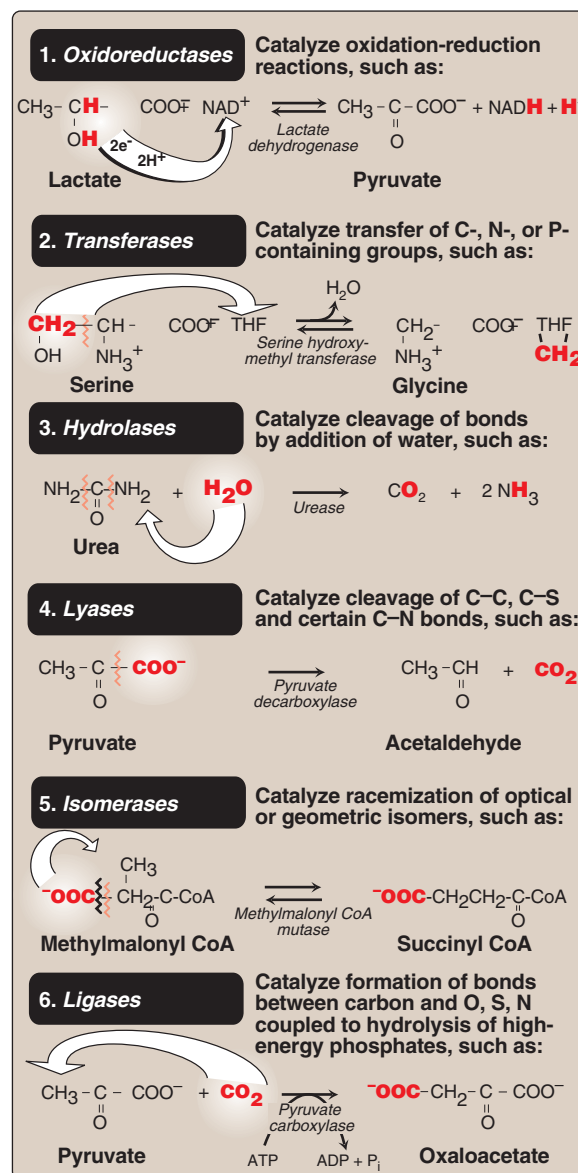 1. Oxidoreductases
Catalyze oxidation-reduction
reactions, such as:
CH3 - CH - COO- + NAD+ ⇌ CH3 - C - COO- + NADH + H
OH
O
2e-
2H+
Lactate
dehydrogenase
Lactate
Pyruvate
2. Transferases
Catalyze transfer of C-, N-, or P-
containing groups, such as:
H2O
CH2 - CH - COO- + THF ⇌ CH2 - COO- THF
OH
NH3+
Serine hydroxy-
methyl transferase
NH3+
CH2
Serine
Glycine
3. Hydrolases
Catalyze cleavage of bonds
by addition of water, such as:
NH2 - C - NH2 + H2O → CO2 + 2 NH3
O
Urease
Urea
4. Lyases
Catalyze cleavage of C–C, C–S
and certain C–N bonds, such as:
CH3 - C - COO- → CH3 - CH + CO2
O
O
Pyruvate
decarboxylase
Pyruvate
Acetaldehyde
5. Isomerases
Catalyze racemization of optical
or geometric isomers, such as:
CH3
-OOC - CH2 - C - CoA ⇌ -OOC - CH2CH2 - C - CoA
O
O
Methylmalonyl CoA
mutase
Methylmalonyl CoA
Succinyl CoA
6. Ligases
Catalyze formation of bonds
between carbon and O, S, N
coupled to hydrolysis of high-
energy phosphates, such as:
CH3 - C - COO- + CO2 → -OOC - CH2 - C - COO-
O
O
Pyruvate
carboxylase
Pyruvate
ATP
ADP + Pi
Oxaloacetate